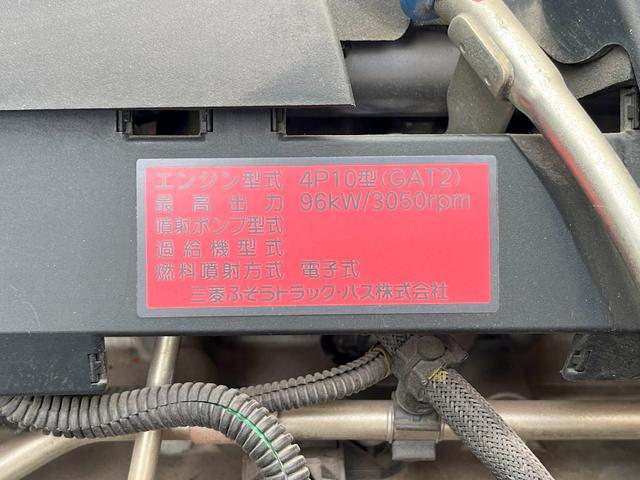 エンジン型式 4P10型(GAT2)
最高出力 96kW/3050rpm
噴射ポンプ型式
過給機型式
燃料噴射方式 電子式
三菱ふそうトラック・バス株式会社